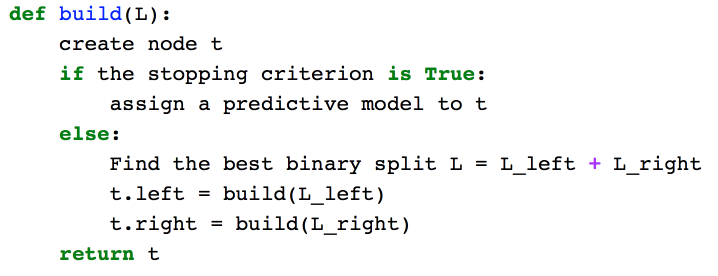 def build(L):
    create node t
    if the stopping criterion is True:
        assign a predictive model to t
    else:
        Find the best binary split L = L_left + L_right
        t.left = build(L_left)
        t.right = build(L_right)
    return t